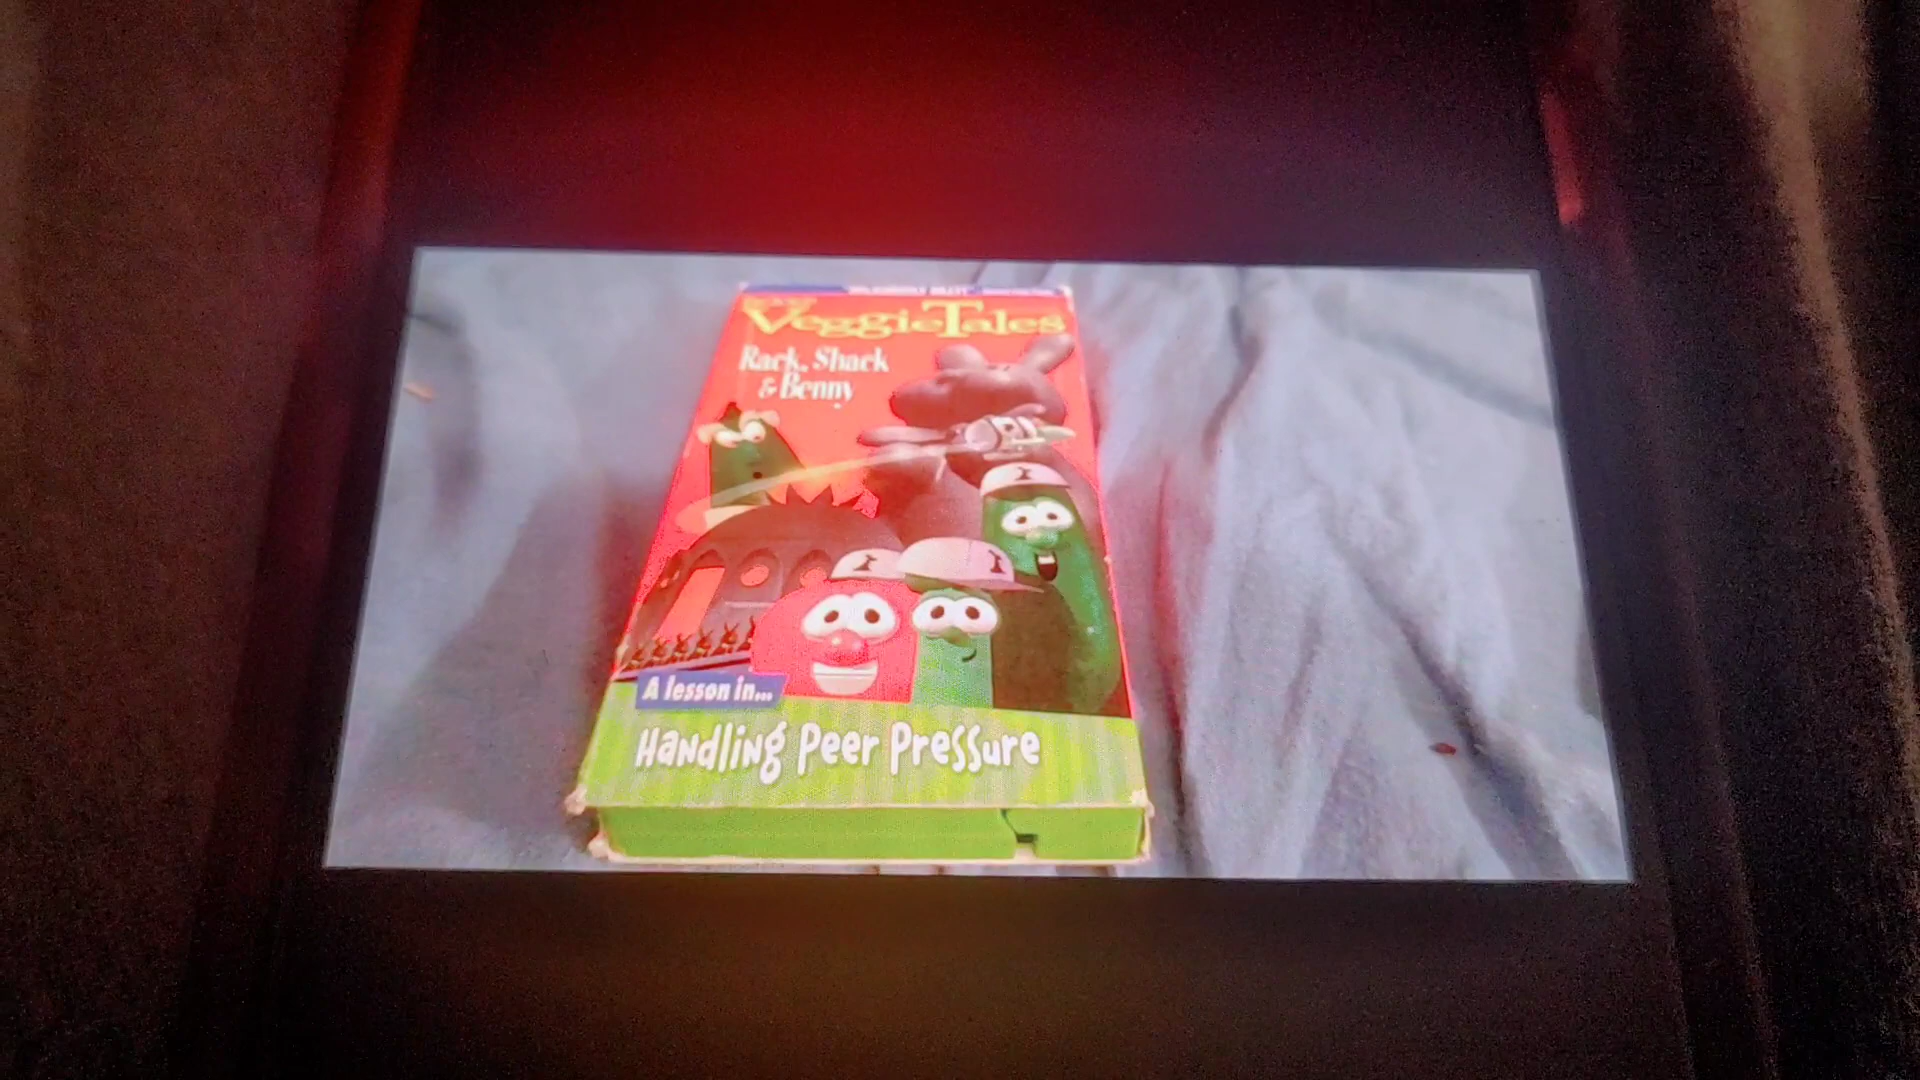 VeggieTales
Rack, Shack
& Benny
A lesson in...
Handling Peer Pressure